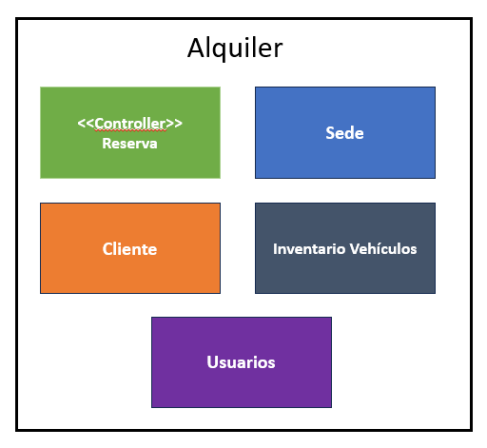 Alquiler
<<Controller>>
Reserva
Sede
Cliente
Inventario Vehículos
Usuarios